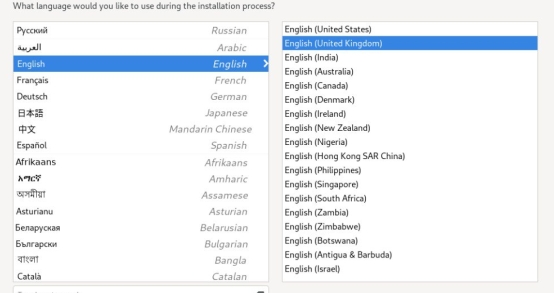 What language would you like to use during the installation process?
Русский Russian
العربية Arabic
English English
Français French
Deutsch German
日本語 Japanese
中文 Mandarin Chinese
Español Spanish
Afrikaans Afrikaans
አማርኛ Amharic
অসমীয়া Assamese
Asturianu Asturian
Беларуская Belarusian
Български Bulgarian
বাংলা Bangla
Català Catalan
English (United States)
English (United Kingdom)
English (India)
English (Australia)
English (Canada)
English (Denmark)
English (Ireland)
English (New Zealand)
English (Nigeria)
English (Hong Kong SAR China)
English (Philippines)
English (Singapore)
English (South Africa)
English (Zambia)
English (Zimbabwe)
English (Botswana)
English (Antigua & Barbuda)
English (Israel)